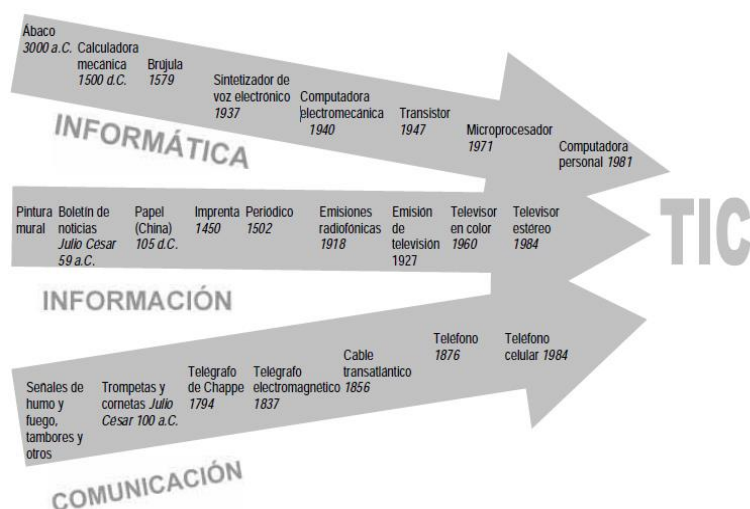 Ábaco
3000 a.C.
Calculadora
mecánica
1500 d.C.
Brújula
1579
Sintetizador de
voz electrónico
1937
Computadora
electromecánica
1940
Transistor
1947
Microprocesador
1971
Computadora
personal 1981
INFORMÁTICA
Pintura
mural
Boletín de
noticias
Julio César
59 a.C.
Papel
(China)
105 d.C.
Imprenta
1450
Periódico
1502
Emisiones
radiofónicas
1918
Emisión
de
televisión
1927
Televisor
en color
1960
Televisor
estéreo
1984
TIC
INFORMACIÓN
Señales de
humo y
fuego,
tambores y
otros
Trompetas y
cornetas Julio
César 100 a.C.
Telégrafo
de Chappe
1794
Telégrafo
electromagnético
1837
Cable
transatlántico
1856
Teléfono
1876
Teléfono
celular 1984
COMUNICACIÓN